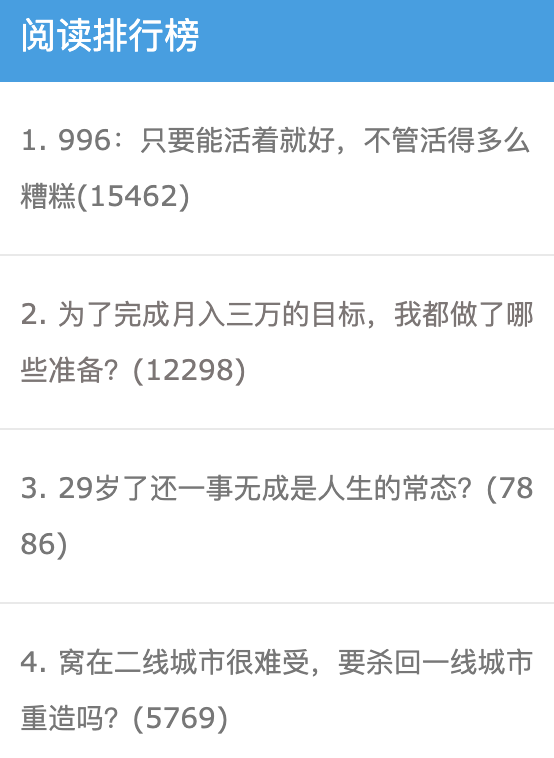 阅读排行榜
1. 996：只要能活着就好，不管活得多么
糟糕(15462)
2. 为了完成月入三万的目标，我都做了哪
些准备？(12298)
3. 29岁了还一事无成是人生的常态？(78
86)
4. 窝在二线城市很难受，要杀回一线城市
重造吗？(5769)